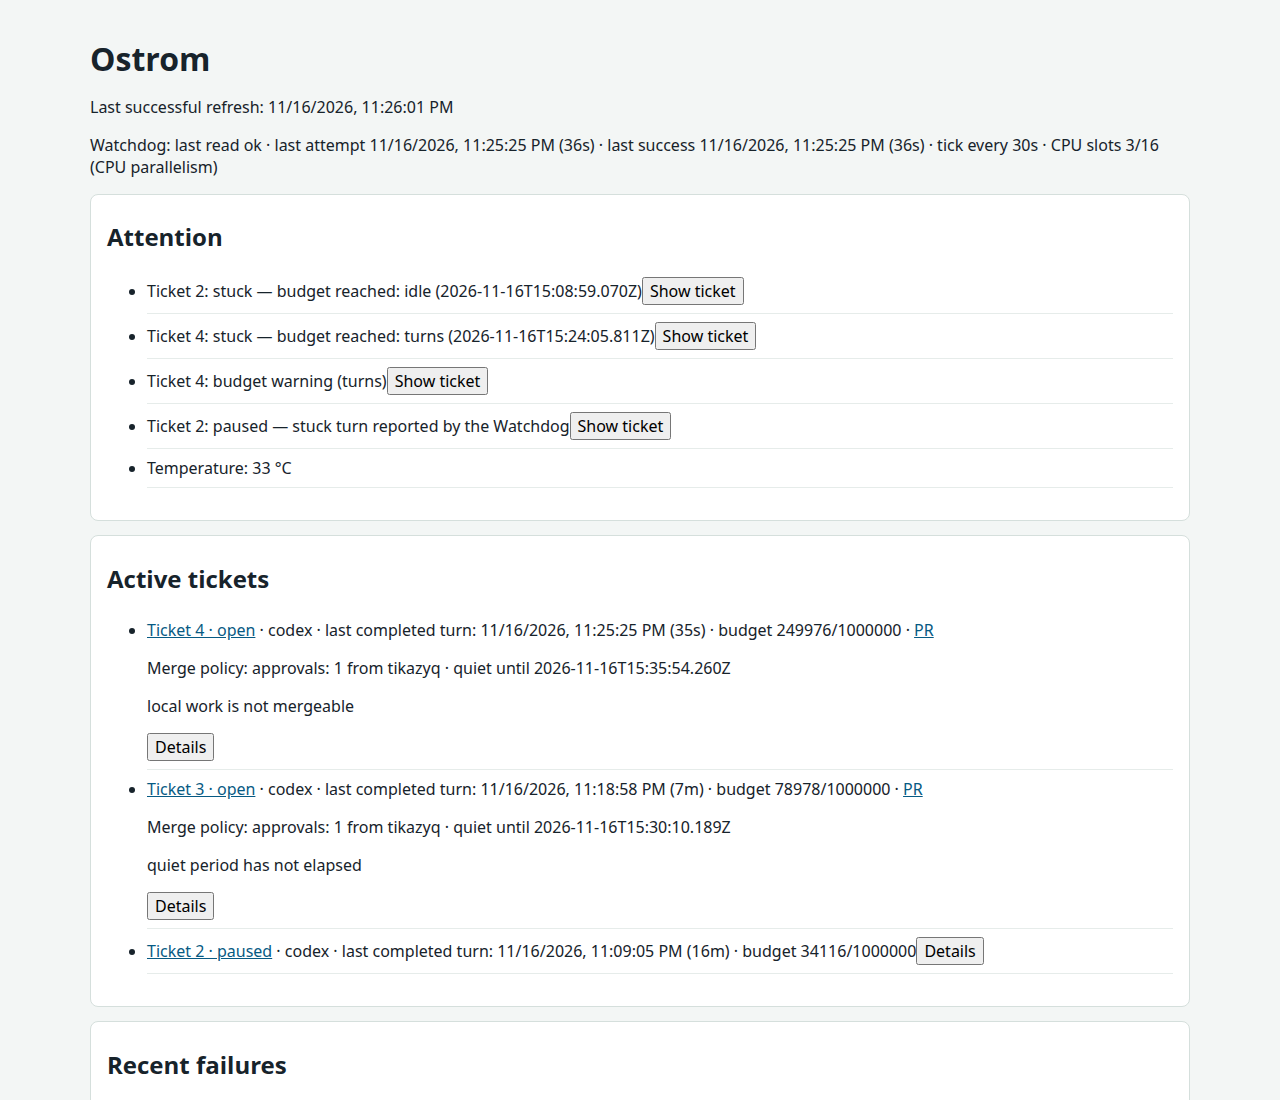 Ostrom
Last successful refresh: 11/16/2026, 11:26:01 PM
Watchdog: last read ok · last attempt 11/16/2026, 11:25:25 PM (36s) · last success 11/16/2026, 11:25:25 PM (36s) · tick every 30s · CPU slots 3/16
(CPU parallelism)
Attention
Ticket 2: stuck — budget reached: idle (2026-11-16T15:08:59.070Z) Show ticket
Ticket 4: stuck — budget reached: turns (2026-11-16T15:24:05.811Z) Show ticket
Ticket 4: budget warning (turns) Show ticket
Ticket 2: paused — stuck turn reported by the Watchdog Show ticket
Temperature: 33 °C
Active tickets
Ticket 4 · open · codex · last completed turn: 11/16/2026, 11:25:25 PM (35s) · budget 249976/1000000 · PR
Merge policy: approvals: 1 from tikazyq · quiet until 2026-11-16T15:35:54.260Z
local work is not mergeable
Details
Ticket 3 · open · codex · last completed turn: 11/16/2026, 11:18:58 PM (7m) · budget 78978/1000000 · PR
Merge policy: approvals: 1 from tikazyq · quiet until 2026-11-16T15:30:10.189Z
quiet period has not elapsed
Details
Ticket 2 · paused · codex · last completed turn: 11/16/2026, 11:09:05 PM (16m) · budget 34116/1000000 Details
Recent failures